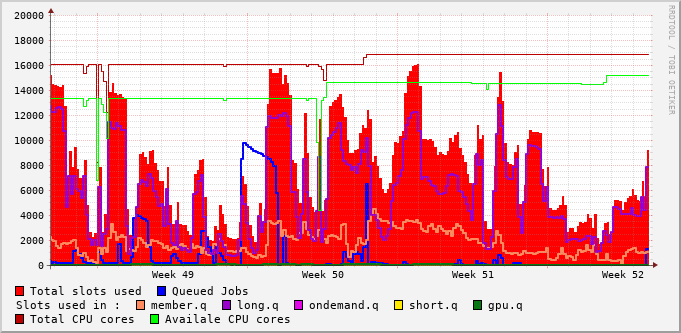 20000
18000
16000
14000
12000
10000
8000
6000
4000
2000
0
Week 49 Week 50 Week 51 Week 52
RRDTOOL / TOBI OETIKER
Total slots used Queued Jobs
Slots used in : member.q long.q ondemand.q short.q gpu.q
Total CPU cores Availale CPU cores